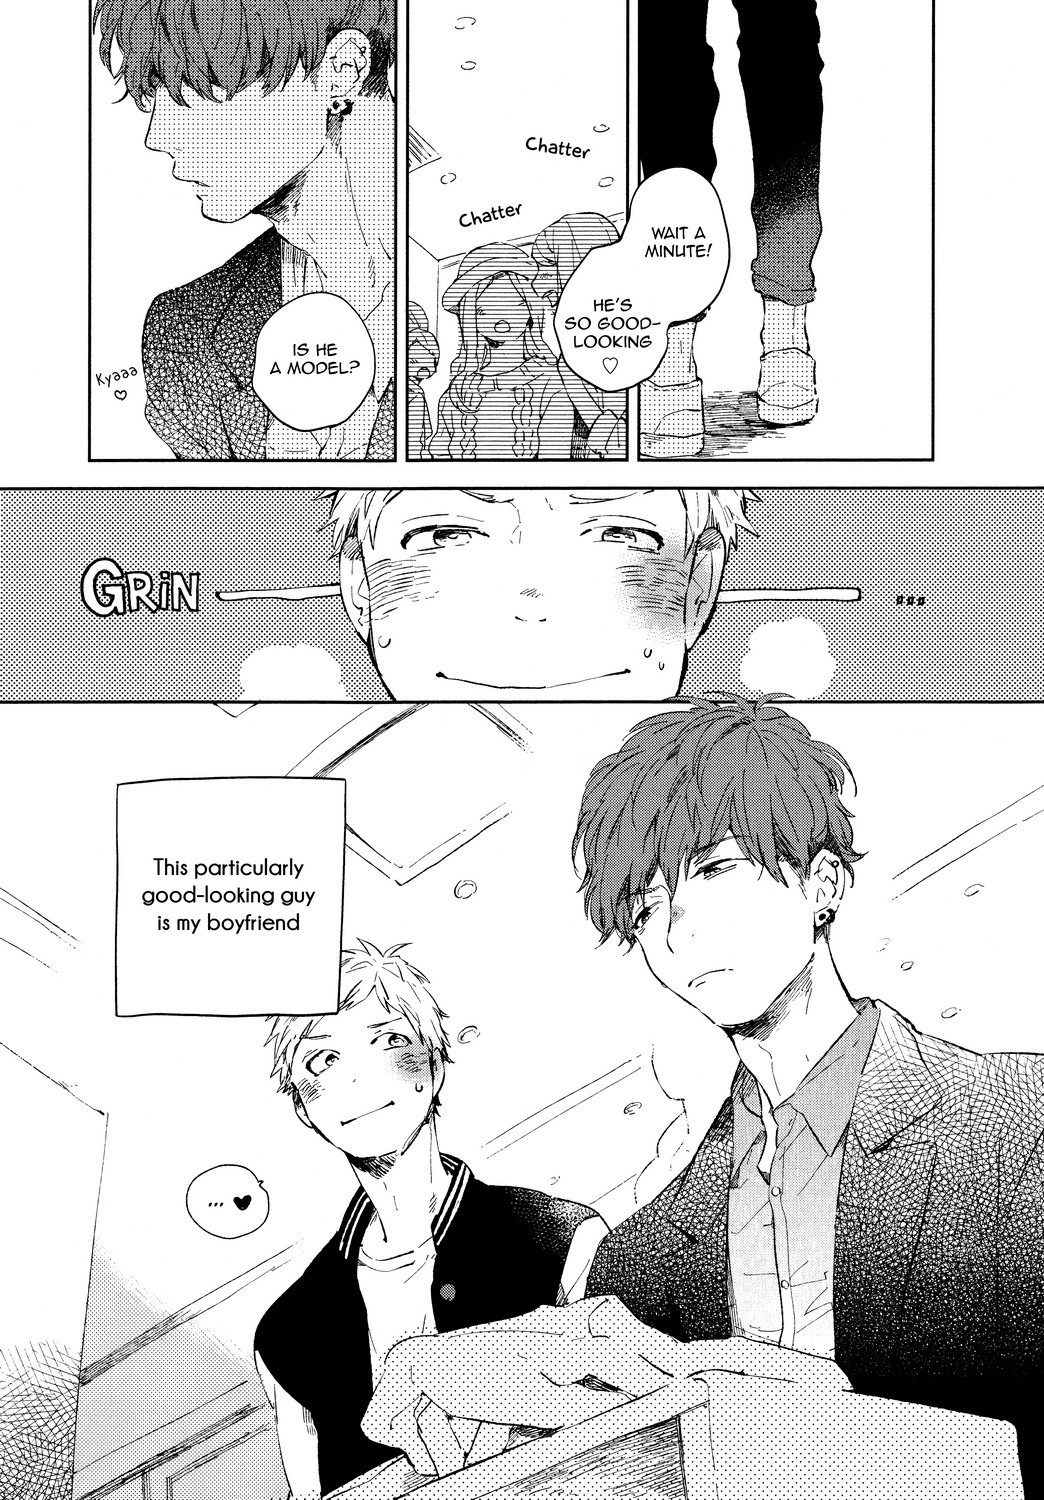 Chatter
Chatter
WAIT A
MINUTE!
HE'S
SO GOOD-
LOOKING
♡
IS HE
A MODEL?
Kyaaa
♡
GRiN
...
This particularly
good-looking guy
is my boyfriend
... ♥